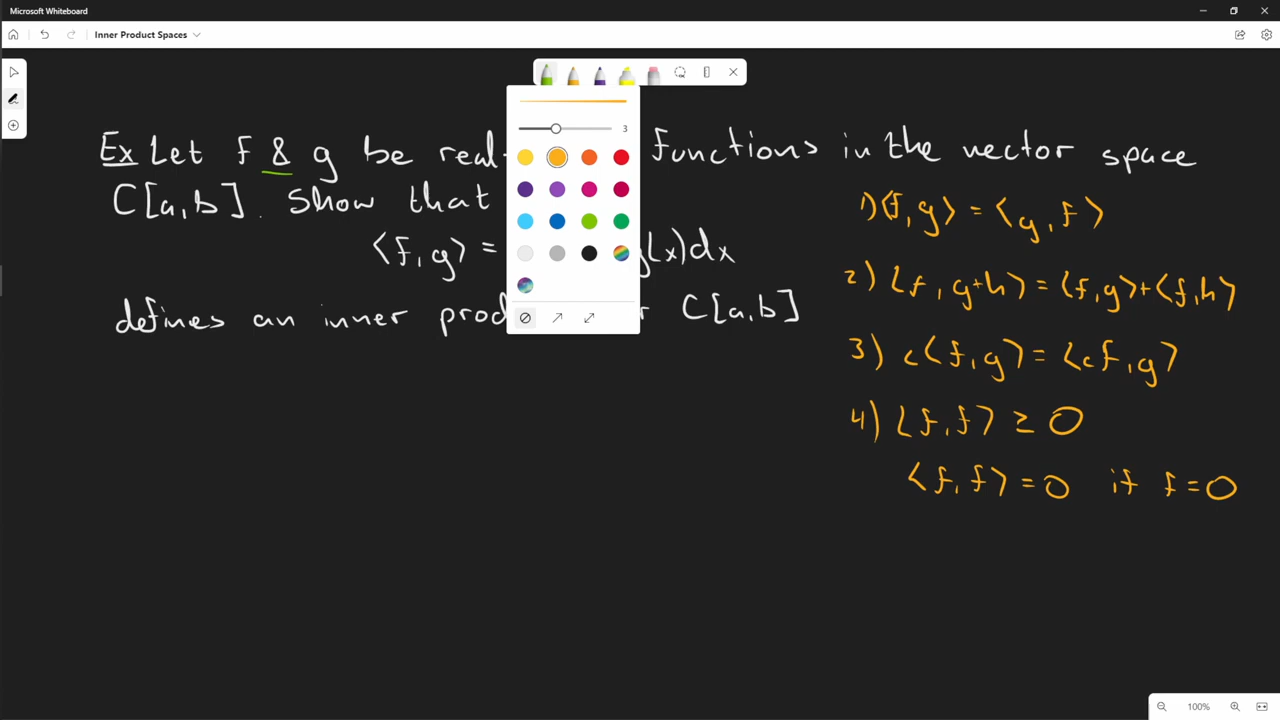 Microsoft Whiteboard
Inner Product Spaces
3
Ex Let f & g be real- functions in the vector space
C[a,b]. Show that
⟨f,g⟩ = (x)dx
defines an inner C[a,b]
1) ⟨f,g⟩ = ⟨g,f⟩
2) ⟨f,g+h⟩ = ⟨f,g⟩+⟨f,h⟩
3) c⟨f,g⟩ = ⟨cf,g⟩
4) ⟨f,f⟩ ≥ 0
⟨f,f⟩ = 0 if f=0
100%